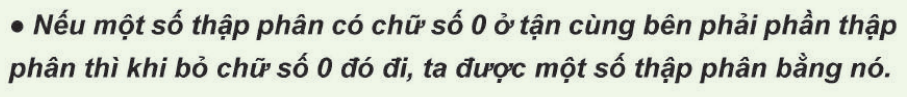 ● Nếu một số thập phân có chữ số 0 ở tận cùng bên phải phần thập
phân thì khi bỏ chữ số 0 đó đi, ta được một số thập phân bằng nó.